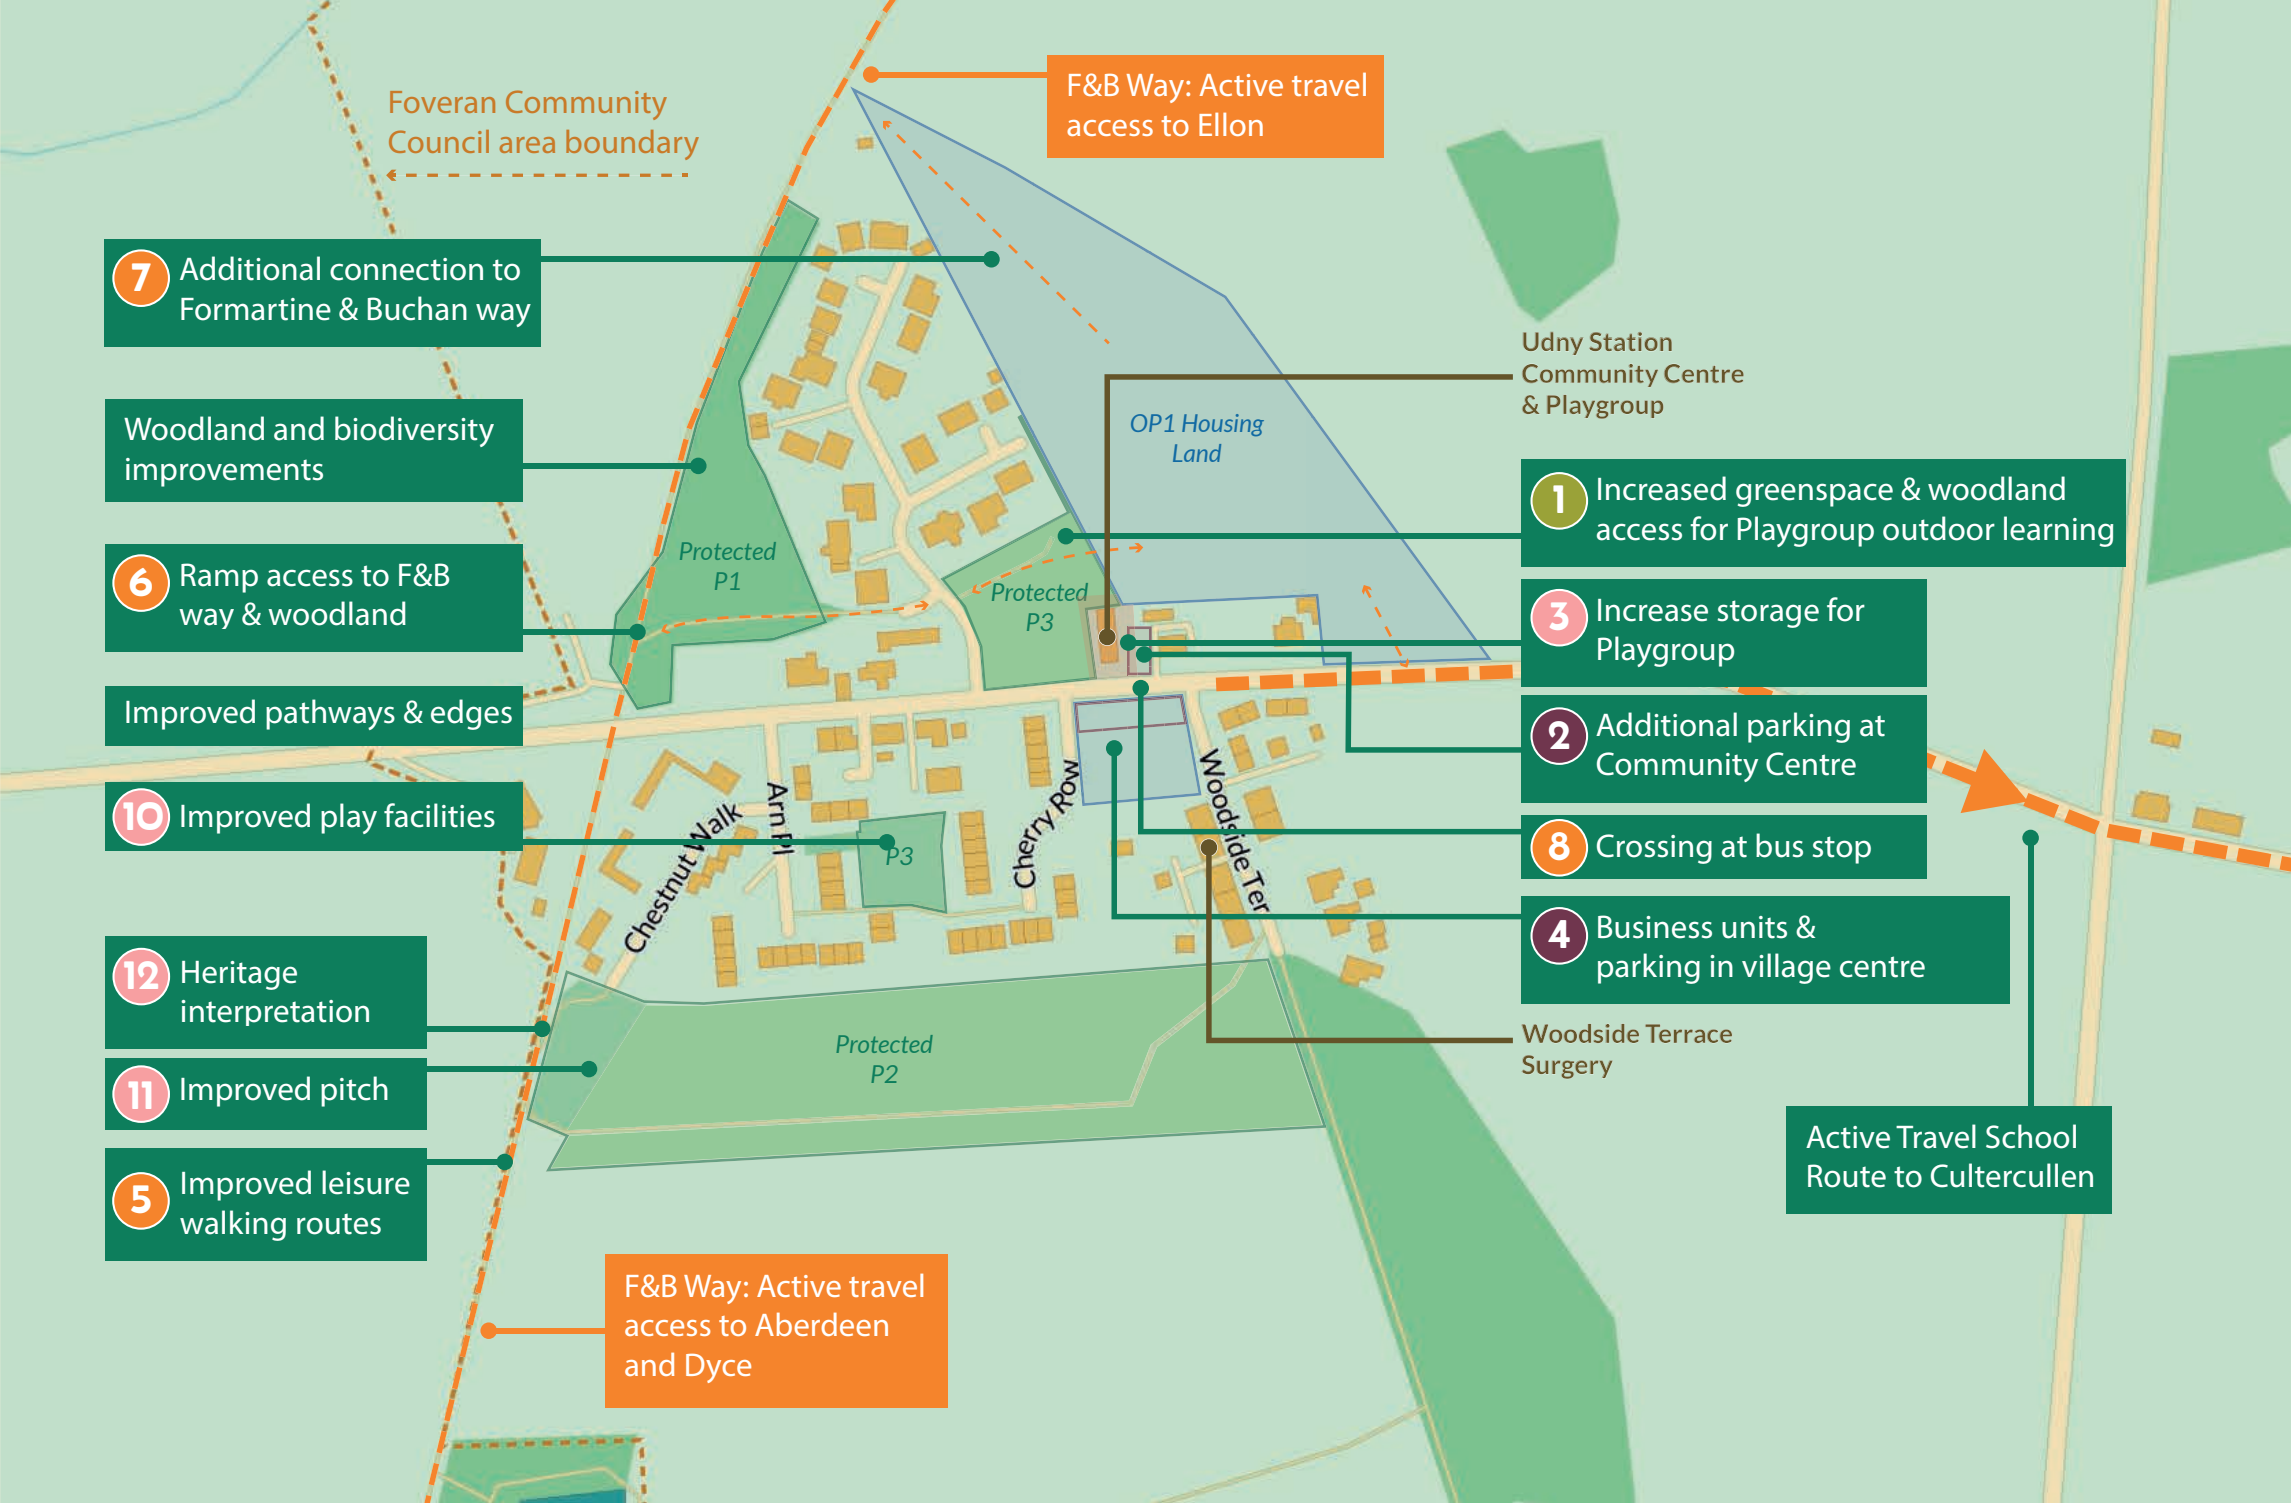 F&B Way: Active travel
access to Ellon
Foveran Community
Council area boundary
7
Additional connection to
Formartine & Buchan way
Woodland and biodiversity
improvements
6
Ramp access to F&B
way & woodland
Improved pathways & edges
10
Improved play facilities
12
Heritage
interpretation
11
Improved pitch
5
Improved leisure
walking routes
F&B Way: Active travel
access to Aberdeen
and Dyce
Protected
P1
OP1 Housing
Land
Protected
P3
P3
Protected
P2
Chestnut Walk
Arn Pl
Cherry Row
Woodside Ter
Udny Station
Community Centre
& Playgroup
1
Increased greenspace & woodland
access for Playgroup outdoor learning
3
Increase storage for
Playgroup
2
Additional parking at
Community Centre
8
Crossing at bus stop
4
Business units &
parking in village centre
Woodside Terrace
Surgery
Active Travel School
Route to Cultercullen